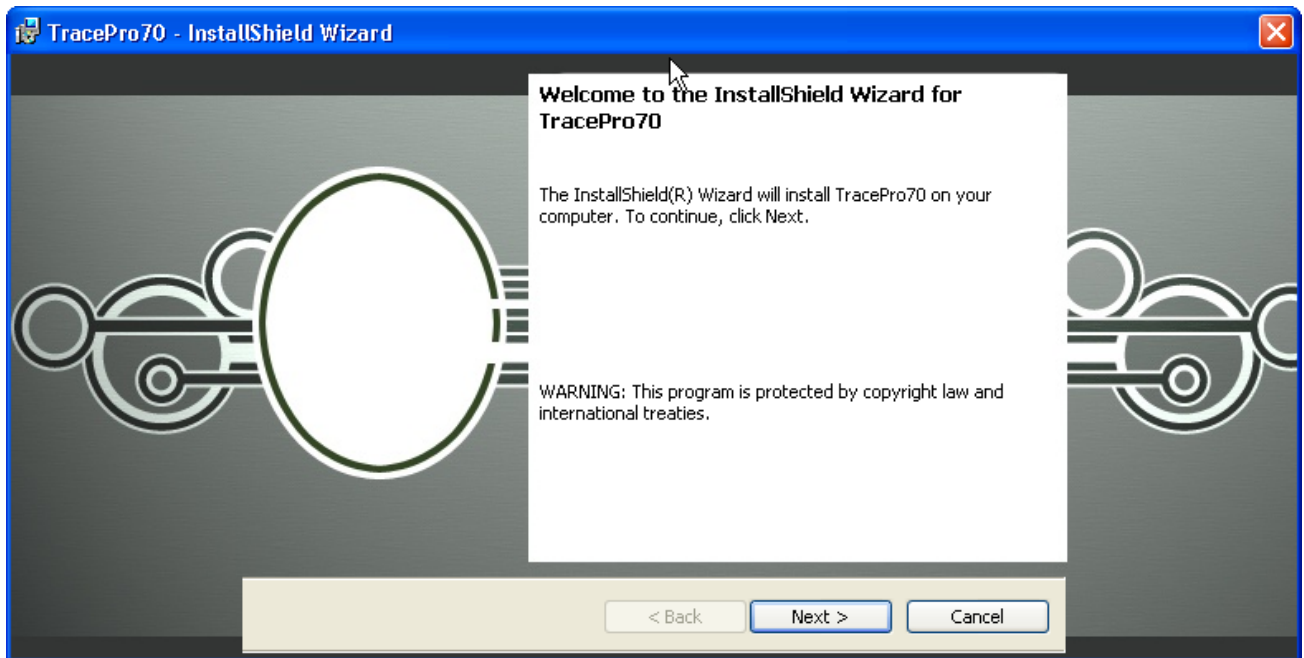 TracePro70 - InstallShield Wizard
Welcome to the InstallShield Wizard for
TracePro70
The InstallShield(R) Wizard will install TracePro70 on your
computer. To continue, click Next.
WARNING: This program is protected by copyright law and
international treaties.
< Back
Next >
Cancel